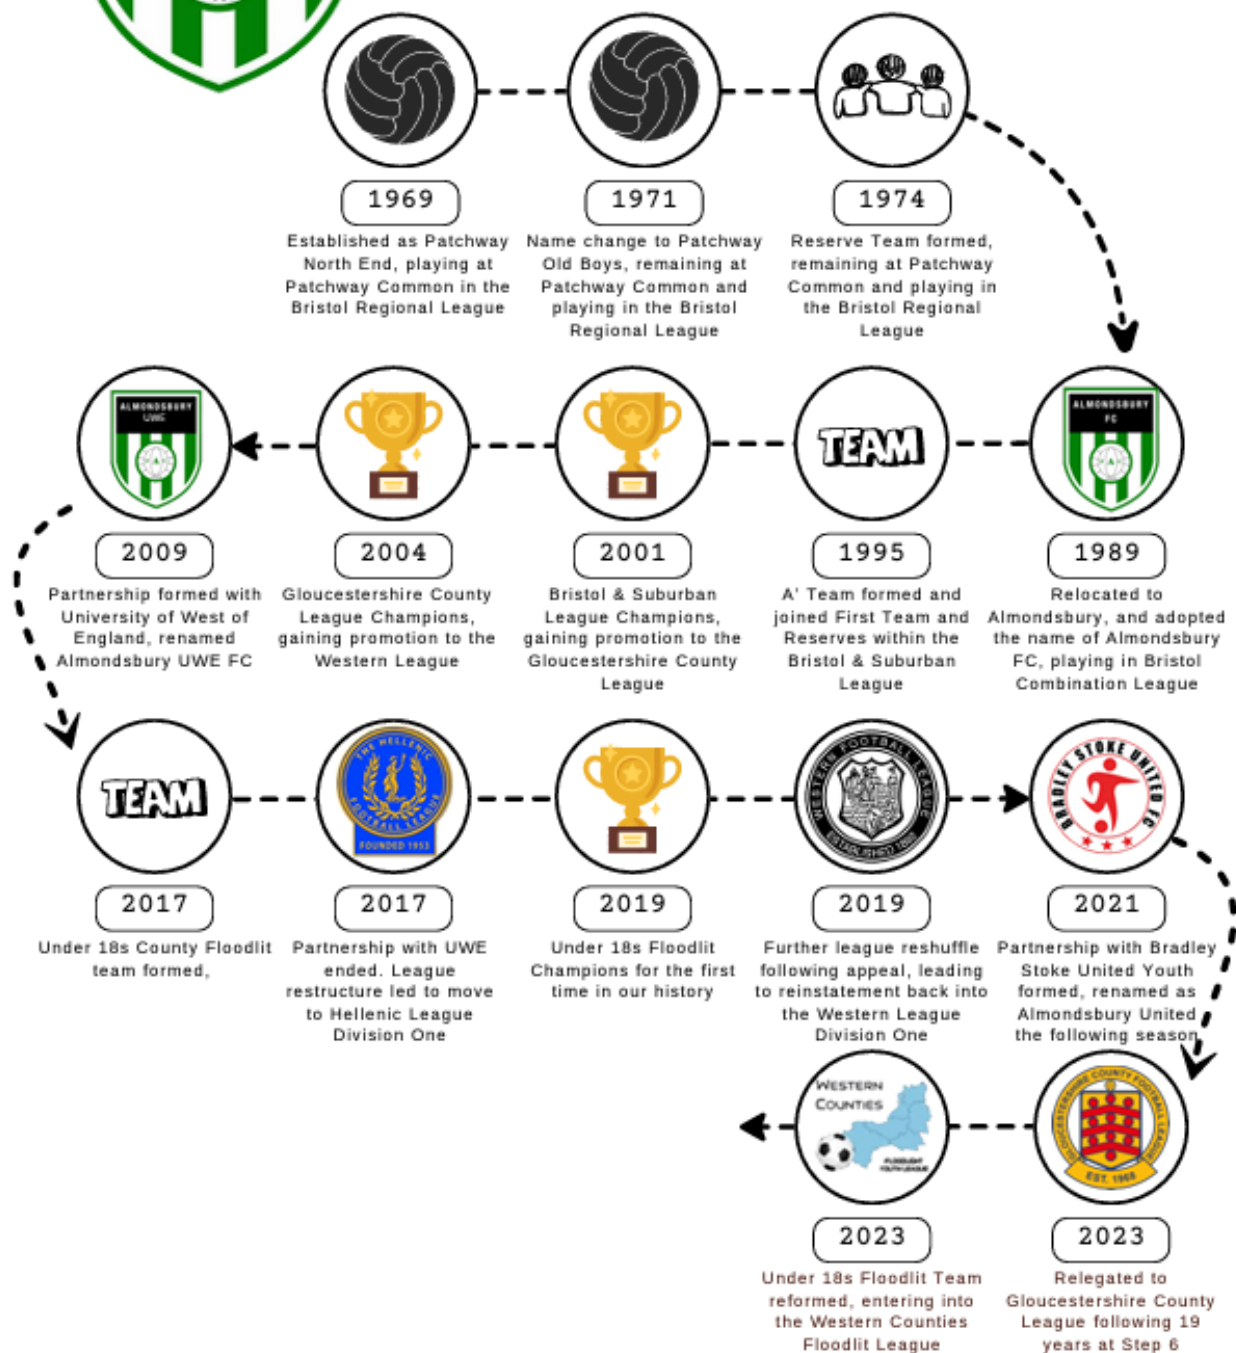 1969
Established as Patchway
North End, playing at
Patchway Common in the
Bristol Regional League
1971
Name change to Patchway
Old Boys, remaining at
Patchway Common and
playing in the Bristol
Regional League
1974
Reserve Team formed,
remaining at Patchway
Common and playing in
the Bristol Regional
League
ALMONDSBURY
FC
A
1989
Relocated to
Almondsbury, and adopted
the name of Almondsbury
FC, playing in Bristol
Combination League
TEAM
1995
A' Team formed and
joined First Team and
Reserves within the
Bristol & Suburban
League
2001
Bristol & Suburban
League Champions,
gaining promotion to the
Gloucestershire County
League
2004
Gloucestershire County
League Champions,
gaining promotion to the
Western League
ALMONDSBURY
UWE
A
2009
Partnership formed with
University of West of
England, renamed
Almondsbury UWE FC
TEAM
2017
Under 18s County Floodlit
team formed,
THE HELLENIC
FOOTBALL LEAGUE
FOUNDED 1953
2017
Partnership with UWE
ended. League
restructure led to move
to Hellenic League
Division One
2019
Under 18s Floodlit
Champions for the first
time in our history
WESTERN FOOTBALL LEAGUE
ESTABLISHED 1892
2019
Further league reshuffle
following appeal, leading
to reinstatement back into
the Western League
Division One
BRADLEY STOKE UNITED FC
2021
Partnership with Bradley
Stoke United Youth
formed, renamed as
Almondsbury United
the following season
GLOUCESTERSHIRE COUNTY FOOTBALL LEAGUE
EST. 1968
2023
Relegated to
Gloucestershire County
League following 19
years at Step 6
WESTERN
COUNTIES
FLOODLIGHT
YOUTH LEAGUE
2023
Under 18s Floodlit Team
reformed, entering into
the Western Counties
Floodlit League